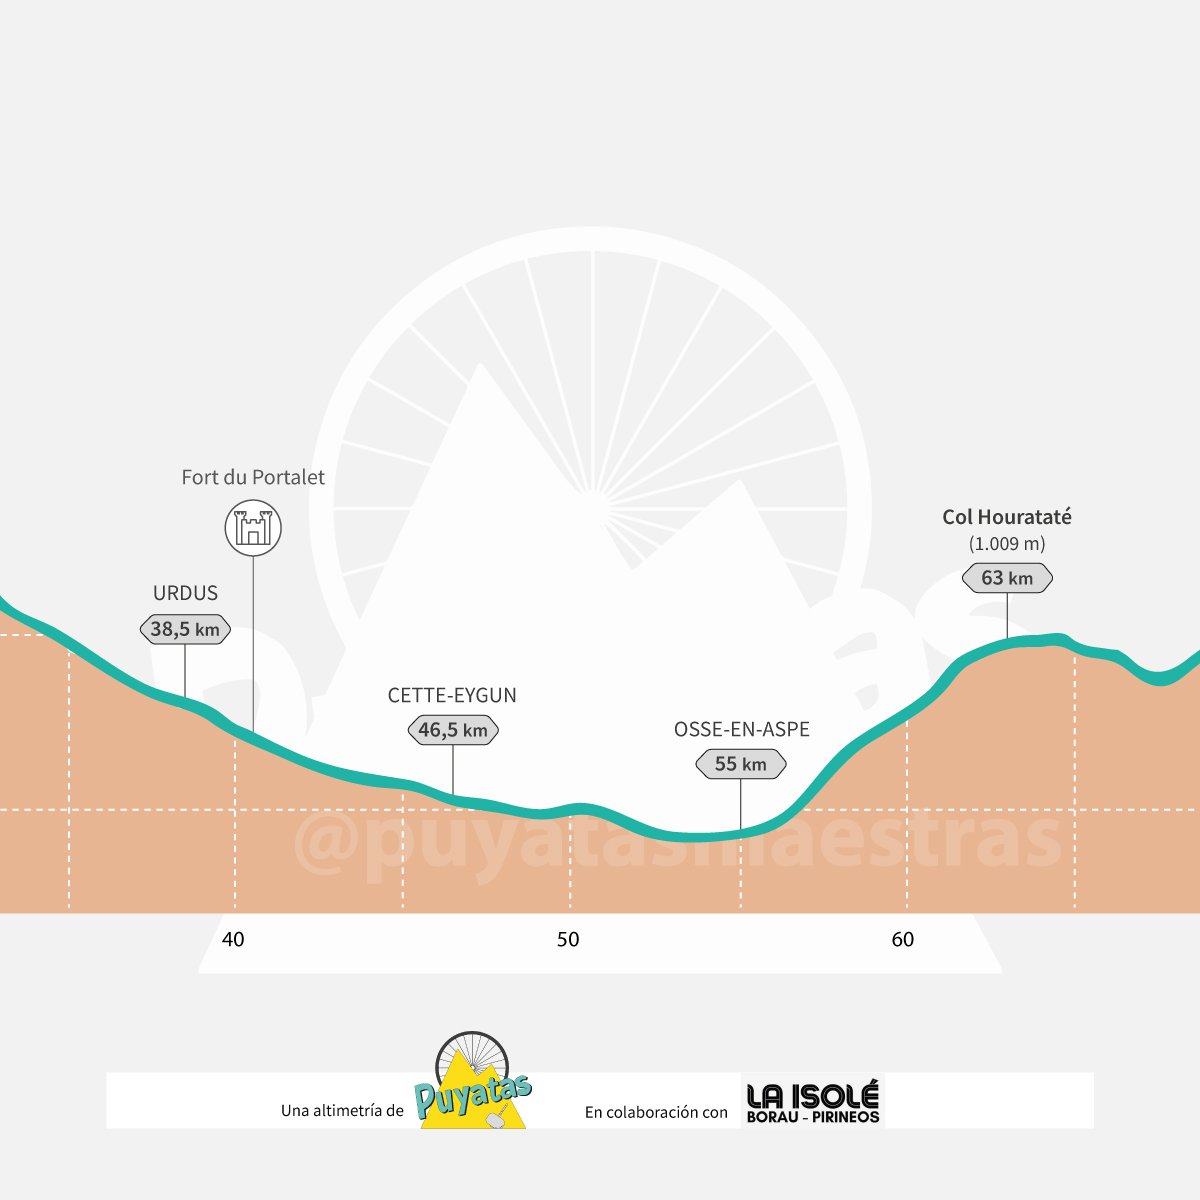 Fort du Portalet
Col Hourataté
(1.009 m)
63 km
URDUS
38,5 km
CETTE-EYGUN
46,5 km
OSSE-EN-ASPE
55 km
@puyatasmaestras
40
50
60
Una altimetría de
Puyatas
En colaboración con
LA ISOLÉ
BORAU - PIRINEOS